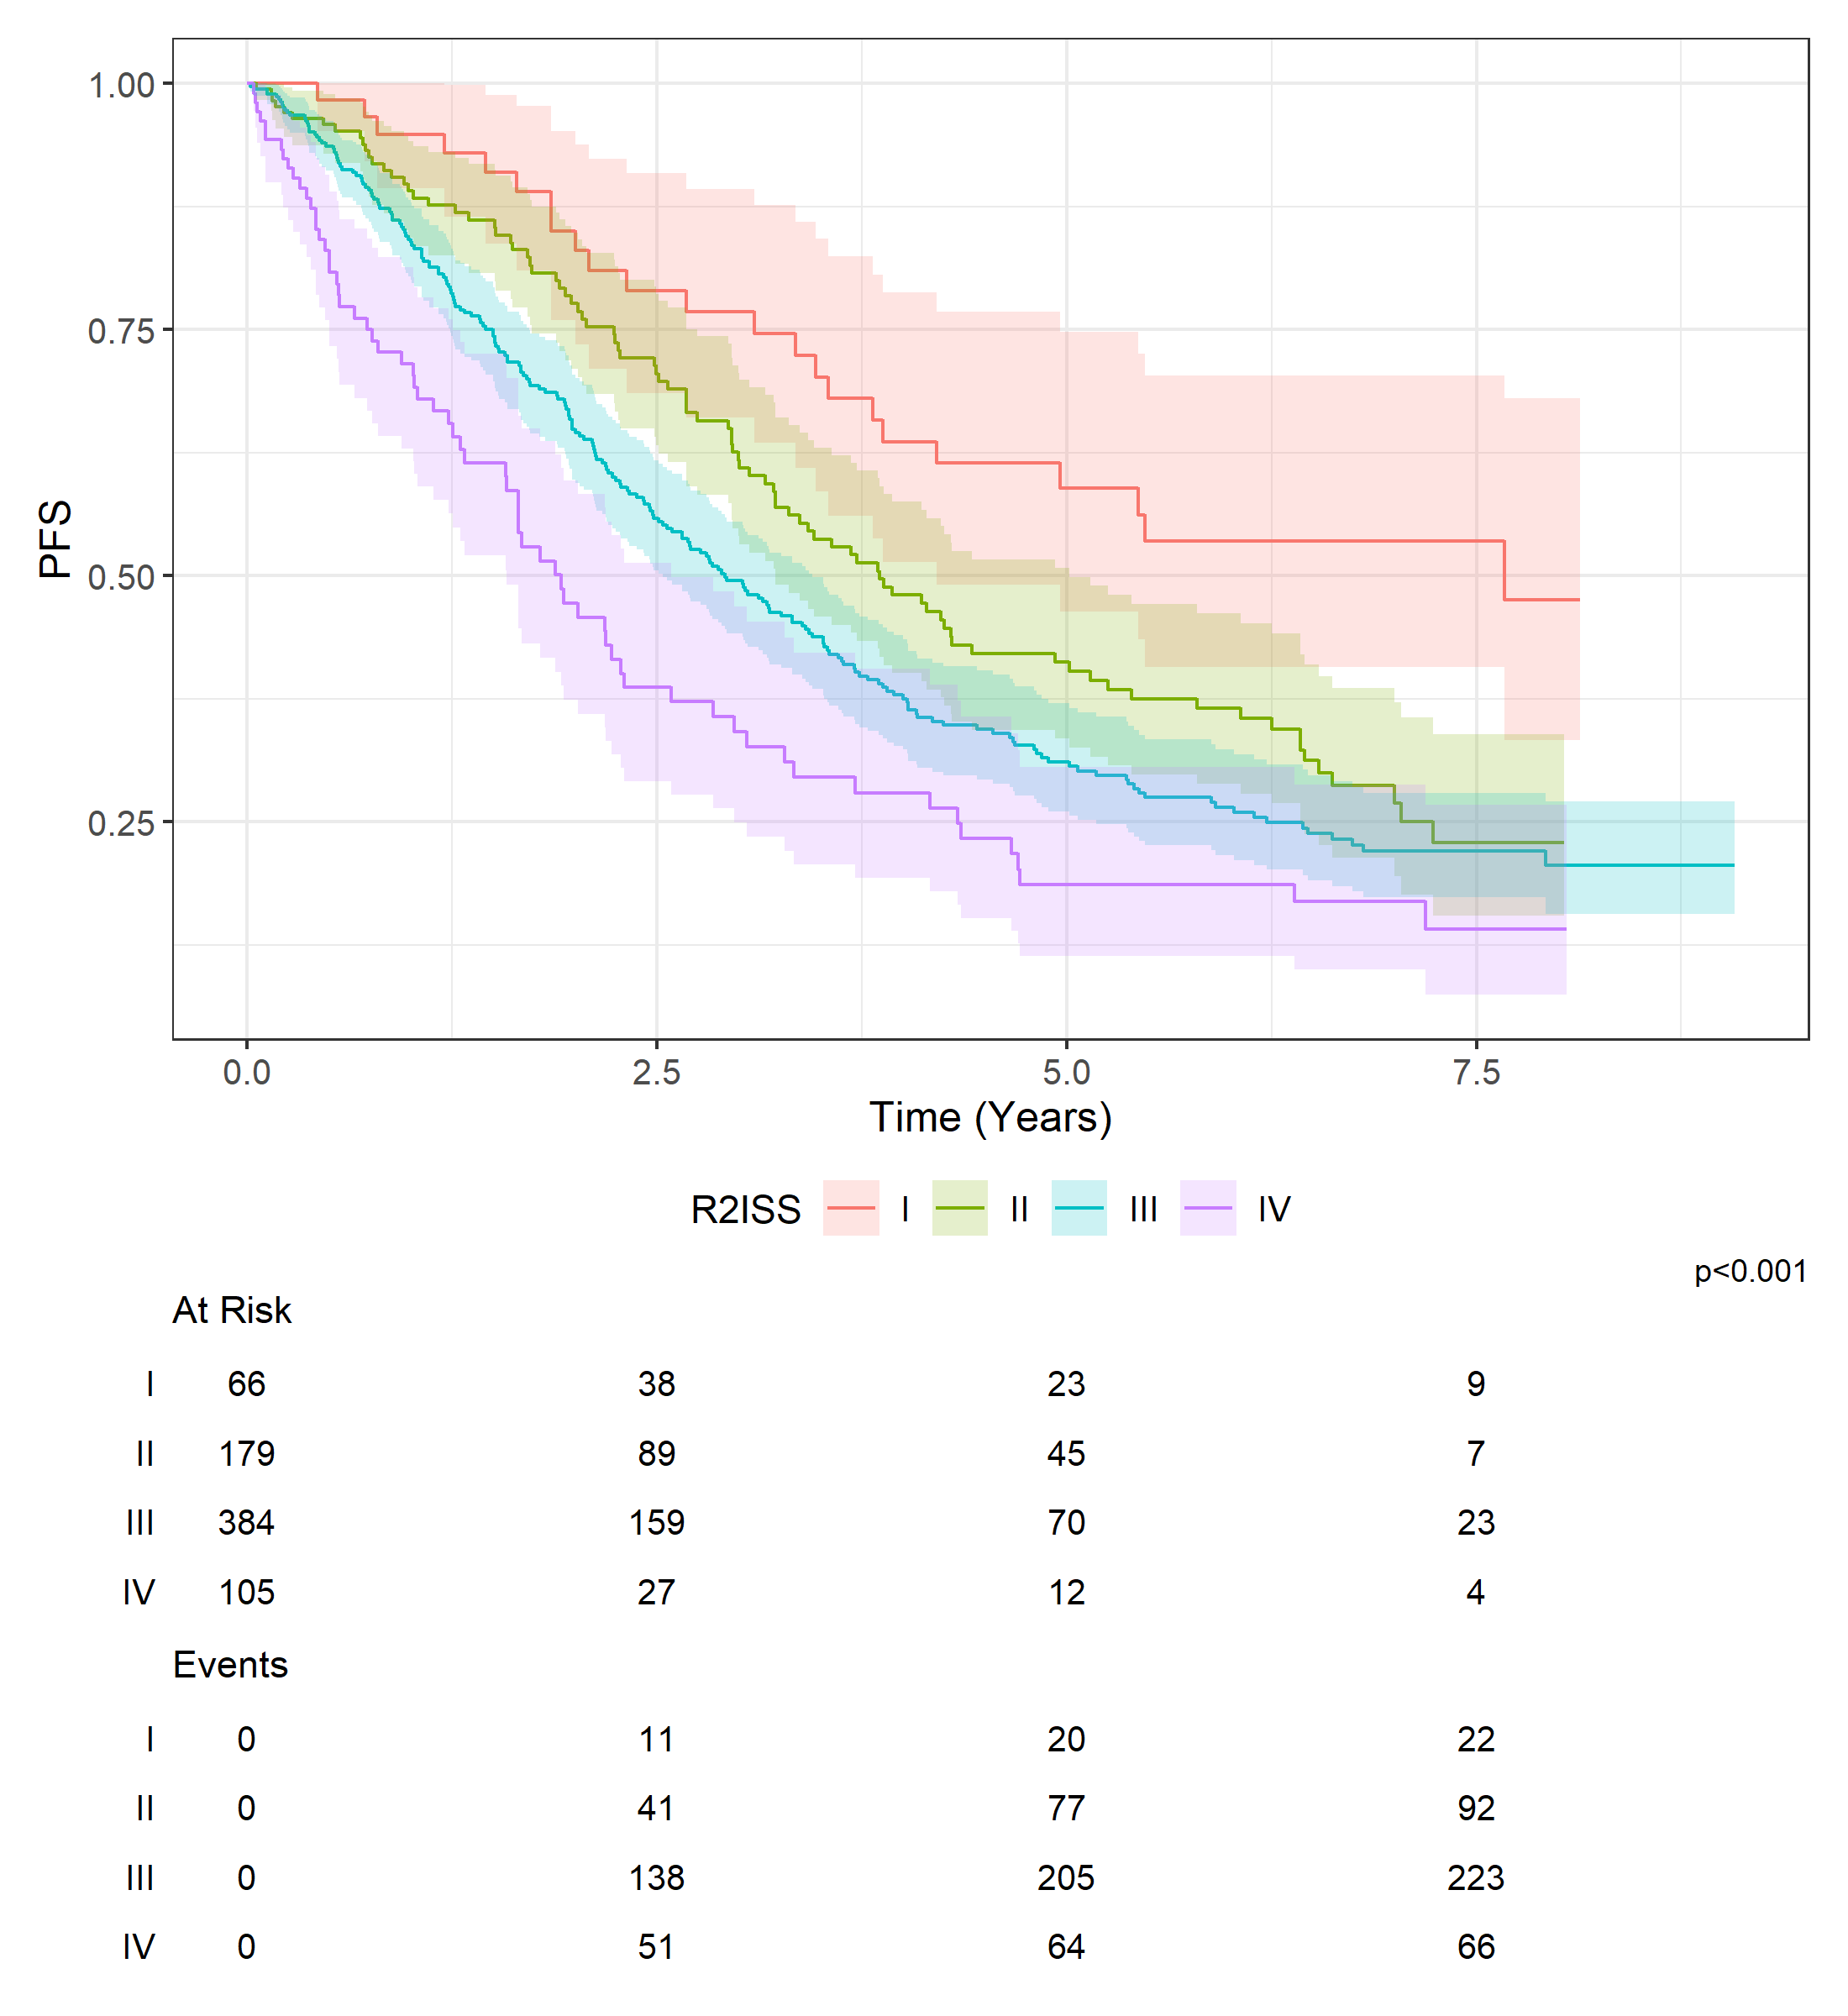 1.00
0.75
0.50
0.25
PFS
0.0 2.5 5.0 7.5
Time (Years)
R2ISS I II III IV
p<0.001
At Risk
I 66 38 23 9
II 179 89 45 7
III 384 159 70 23
IV 105 27 12 4
Events
I 0 11 20 22
II 0 41 77 92
III 0 138 205 223
IV 0 51 64 66